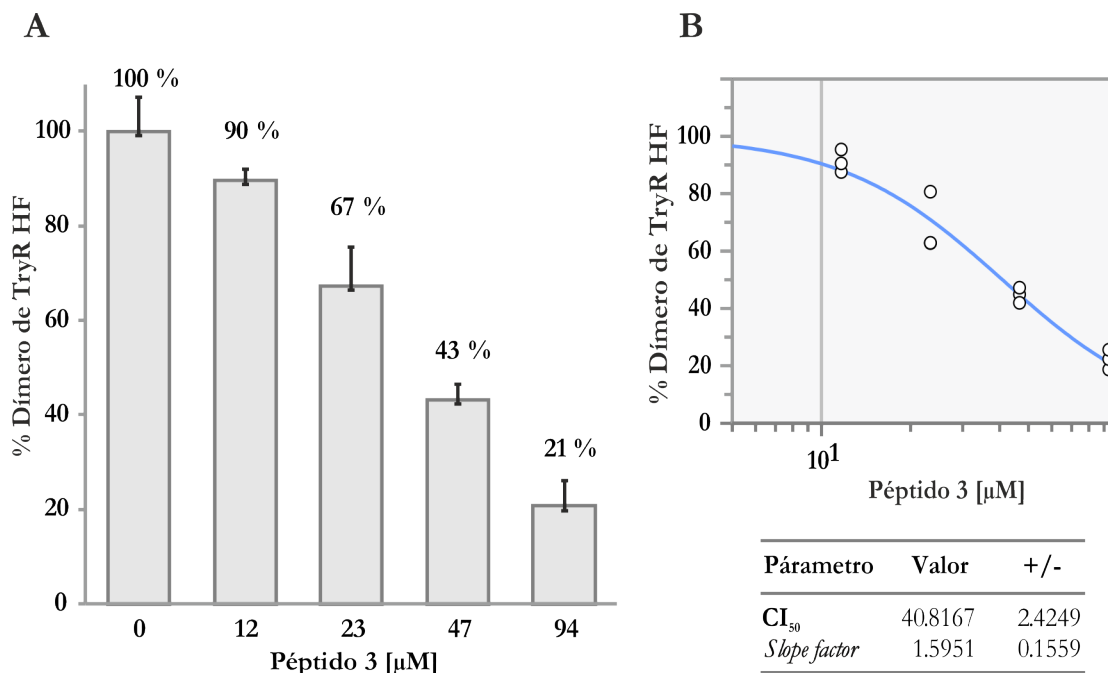 A
% Dímero de TryR HF
100
80
60
40
20
0
100 %
90 %
67 %
43 %
21 %
0 12 23 47 94
Péptido 3 [µM]
B
% Dímero de TryR HF
100
80
60
40
20
0
10¹
Péptido 3 [µM]
Párametro Valor +/-
CI₅₀ 40.8167 2.4249
Slope factor 1.5951 0.1559